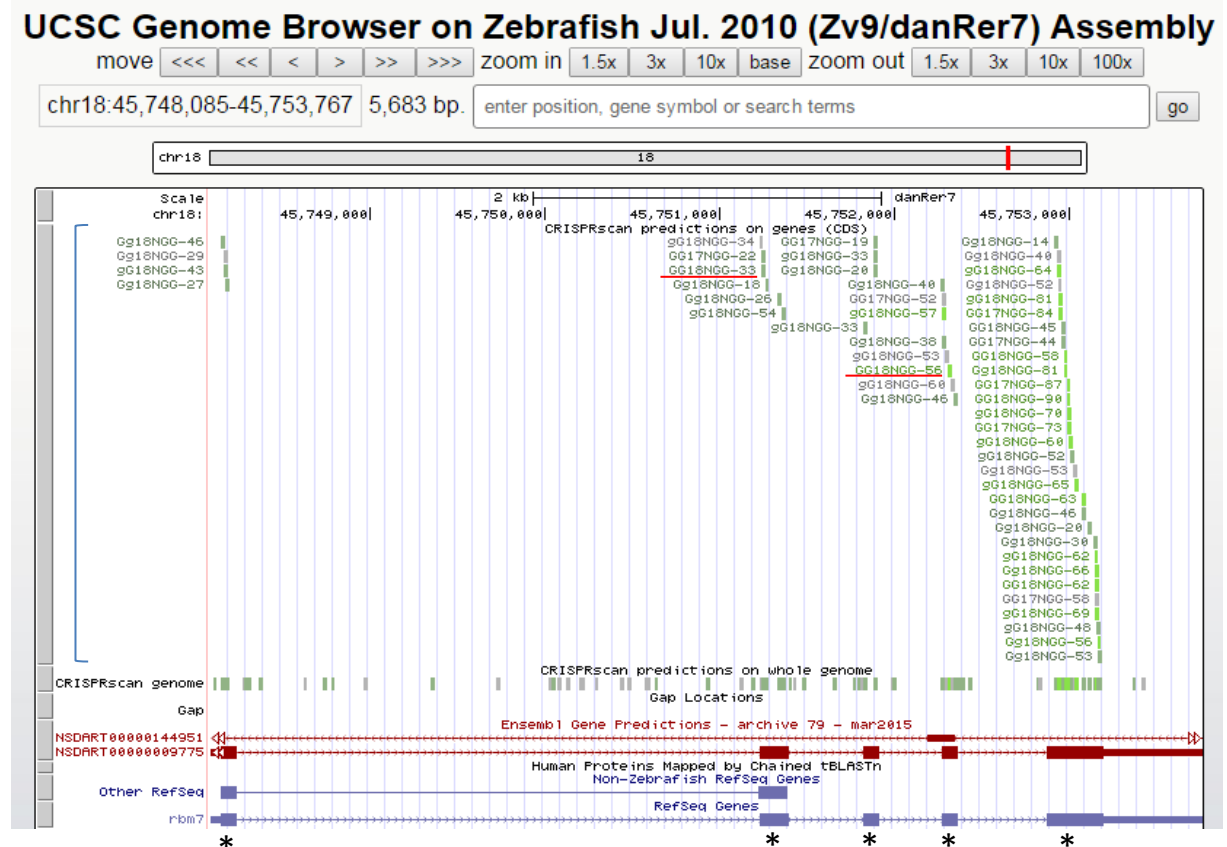 UCSC Genome Browser on Zebrafish Jul. 2010 (Zv9/danRer7) Assembly
move <<< << < > >> >>> zoom in 1.5x 3x 10x base zoom out 1.5x 3x 10x 100x
chr18:45,748,085-45,753,767 5,683 bp. enter position, gene symbol or search terms go
chr18 18
Scale 2 kb danRer7
chr18: 45,749,000 45,750,000 45,751,000 45,752,000 45,753,000
CRISPRscan predictions on genes (CDS)
Gg18NGG-46 gG18NGG-34 GG17NGG-19 Gg18NGG-14
Gg18NGG-29 GG17NGG-22 gG18NGG-33 Gg18NGG-40
gG18NGG-43 GG18NGG-33 Gg18NGG-20 gG18NGG-64
Gg18NGG-27 Gg18NGG-18 Gg18NGG-40 Gg18NGG-52
Gg18NGG-26 GG17NGG-52 gG18NGG-81
gG18NGG-54 gG18NGG-57 GG17NGG-84
gG18NGG-33 GG18NGG-45
Gg18NGG-38 GG17NGG-44
gG18NGG-53 GG18NGG-58
GG18NGG-56 Gg18NGG-81
gG18NGG-60 GG17NGG-87
Gg18NGG-46 GG18NGG-90
gG18NGG-70
GG17NGG-73
gG18NGG-60
gG18NGG-52
Gg18NGG-53
gG18NGG-65
GG18NGG-63
Gg18NGG-46
Gg18NGG-20
Gg18NGG-30
gG18NGG-62
Gg18NGG-66
GG18NGG-62
GG17NGG-58
gG18NGG-69
gG18NGG-48
Gg18NGG-56
Gg18NGG-53
CRISPRscan predictions on whole genome
CRISPRscan genome
Gap Locations
Gap
Ensembl Gene Predictions - archive 79 - mar2015
NSDART00000144951
NSDART00000009775
Human Proteins Mapped by Chained tBLASTn
Non-Zebrafish RefSeq Genes
Other RefSeq
RefSeq Genes
rbm7
* * * * *